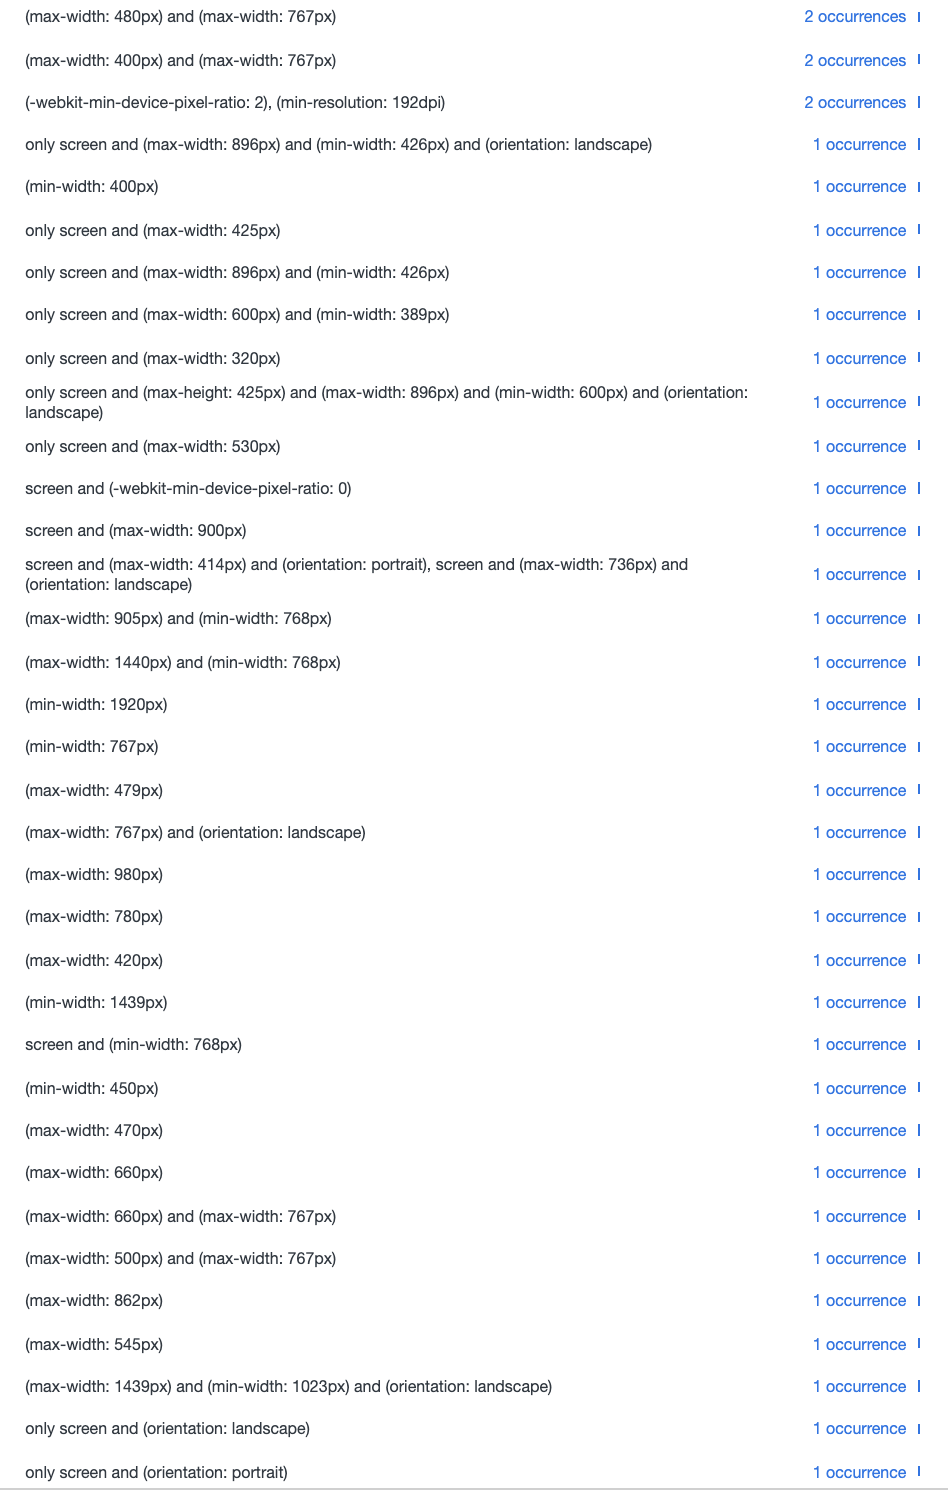 (max-width: 480px) and (max-width: 767px) 2 occurrences
(max-width: 400px) and (max-width: 767px) 2 occurrences
(-webkit-min-device-pixel-ratio: 2), (min-resolution: 192dpi) 2 occurrences
only screen and (max-width: 896px) and (min-width: 426px) and (orientation: landscape) 1 occurrence
(min-width: 400px) 1 occurrence
only screen and (max-width: 425px) 1 occurrence
only screen and (max-width: 896px) and (min-width: 426px) 1 occurrence
only screen and (max-width: 600px) and (min-width: 389px) 1 occurrence
only screen and (max-width: 320px) 1 occurrence
only screen and (max-height: 425px) and (max-width: 896px) and (min-width: 600px) and (orientation:
landscape) 1 occurrence
only screen and (max-width: 530px) 1 occurrence
screen and (-webkit-min-device-pixel-ratio: 0) 1 occurrence
screen and (max-width: 900px) 1 occurrence
screen and (max-width: 414px) and (orientation: portrait), screen and (max-width: 736px) and
(orientation: landscape) 1 occurrence
(max-width: 905px) and (min-width: 768px) 1 occurrence
(max-width: 1440px) and (min-width: 768px) 1 occurrence
(min-width: 1920px) 1 occurrence
(min-width: 767px) 1 occurrence
(max-width: 479px) 1 occurrence
(max-width: 767px) and (orientation: landscape) 1 occurrence
(max-width: 980px) 1 occurrence
(max-width: 780px) 1 occurrence
(max-width: 420px) 1 occurrence
(min-width: 1439px) 1 occurrence
screen and (min-width: 768px) 1 occurrence
(min-width: 450px) 1 occurrence
(max-width: 470px) 1 occurrence
(max-width: 660px) 1 occurrence
(max-width: 660px) and (max-width: 767px) 1 occurrence
(max-width: 500px) and (max-width: 767px) 1 occurrence
(max-width: 862px) 1 occurrence
(max-width: 545px) 1 occurrence
(max-width: 1439px) and (min-width: 1023px) and (orientation: landscape) 1 occurrence
only screen and (orientation: landscape) 1 occurrence
only screen and (orientation: portrait) 1 occurrence